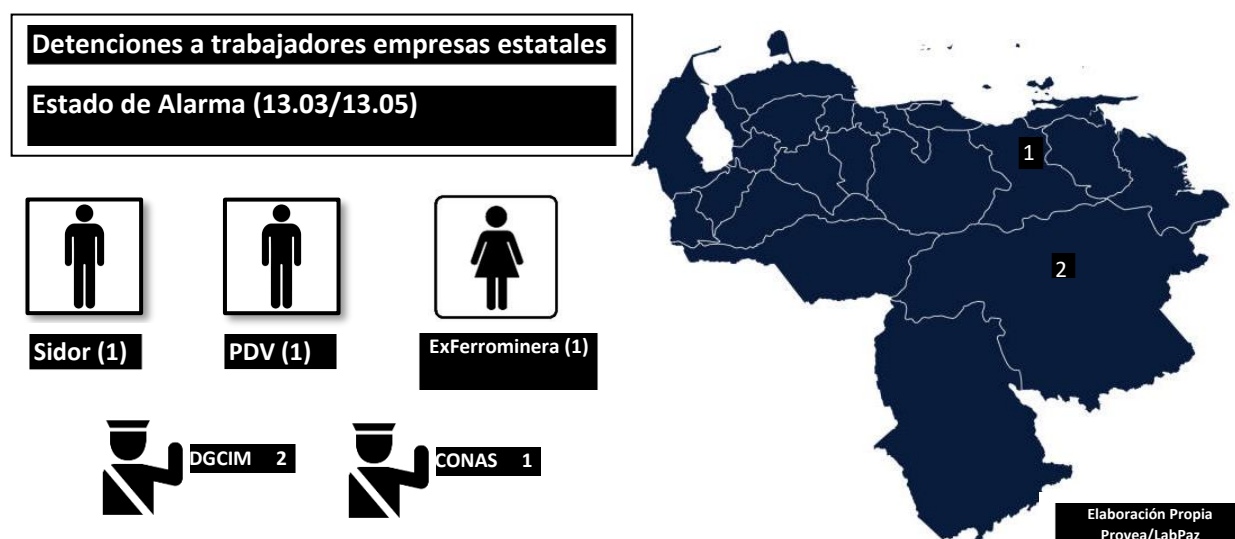 Detenciones a trabajadores empresas estatales
Estado de Alarma (13.03/13.05)
1
2
Sidor (1)
PDV (1)
ExFerrominera (1)
DGCIM 2
CONAS 1
Elaboración Propia
Provea/LabPaz